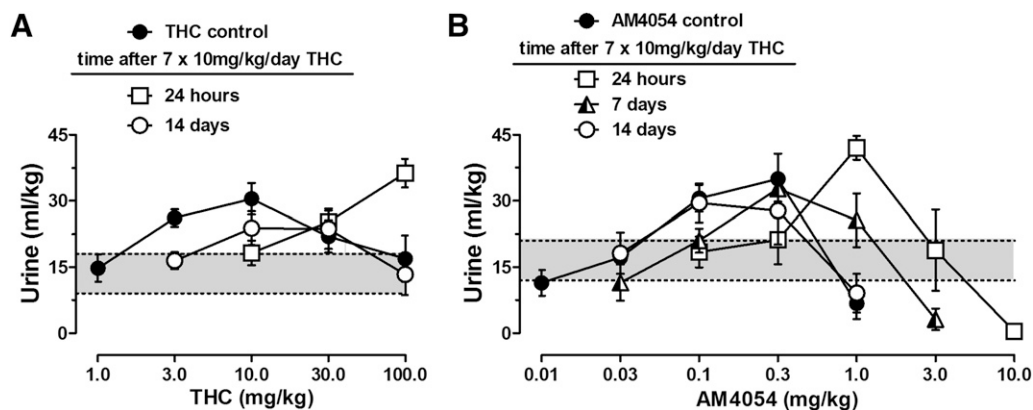 A
THC control
time after 7 x 10mg/kg/day THC
24 hours
14 days
45
30
15
0
Urine (ml/kg)
1.0 3.0 10.0 30.0 100.0
THC (mg/kg)
B
AM4054 control
time after 7 x 10mg/kg/day THC
24 hours
7 days
14 days
45
30
15
0
Urine (ml/kg)
0.01 0.03 0.1 0.3 1.0 3.0 10.0
AM4054 (mg/kg)